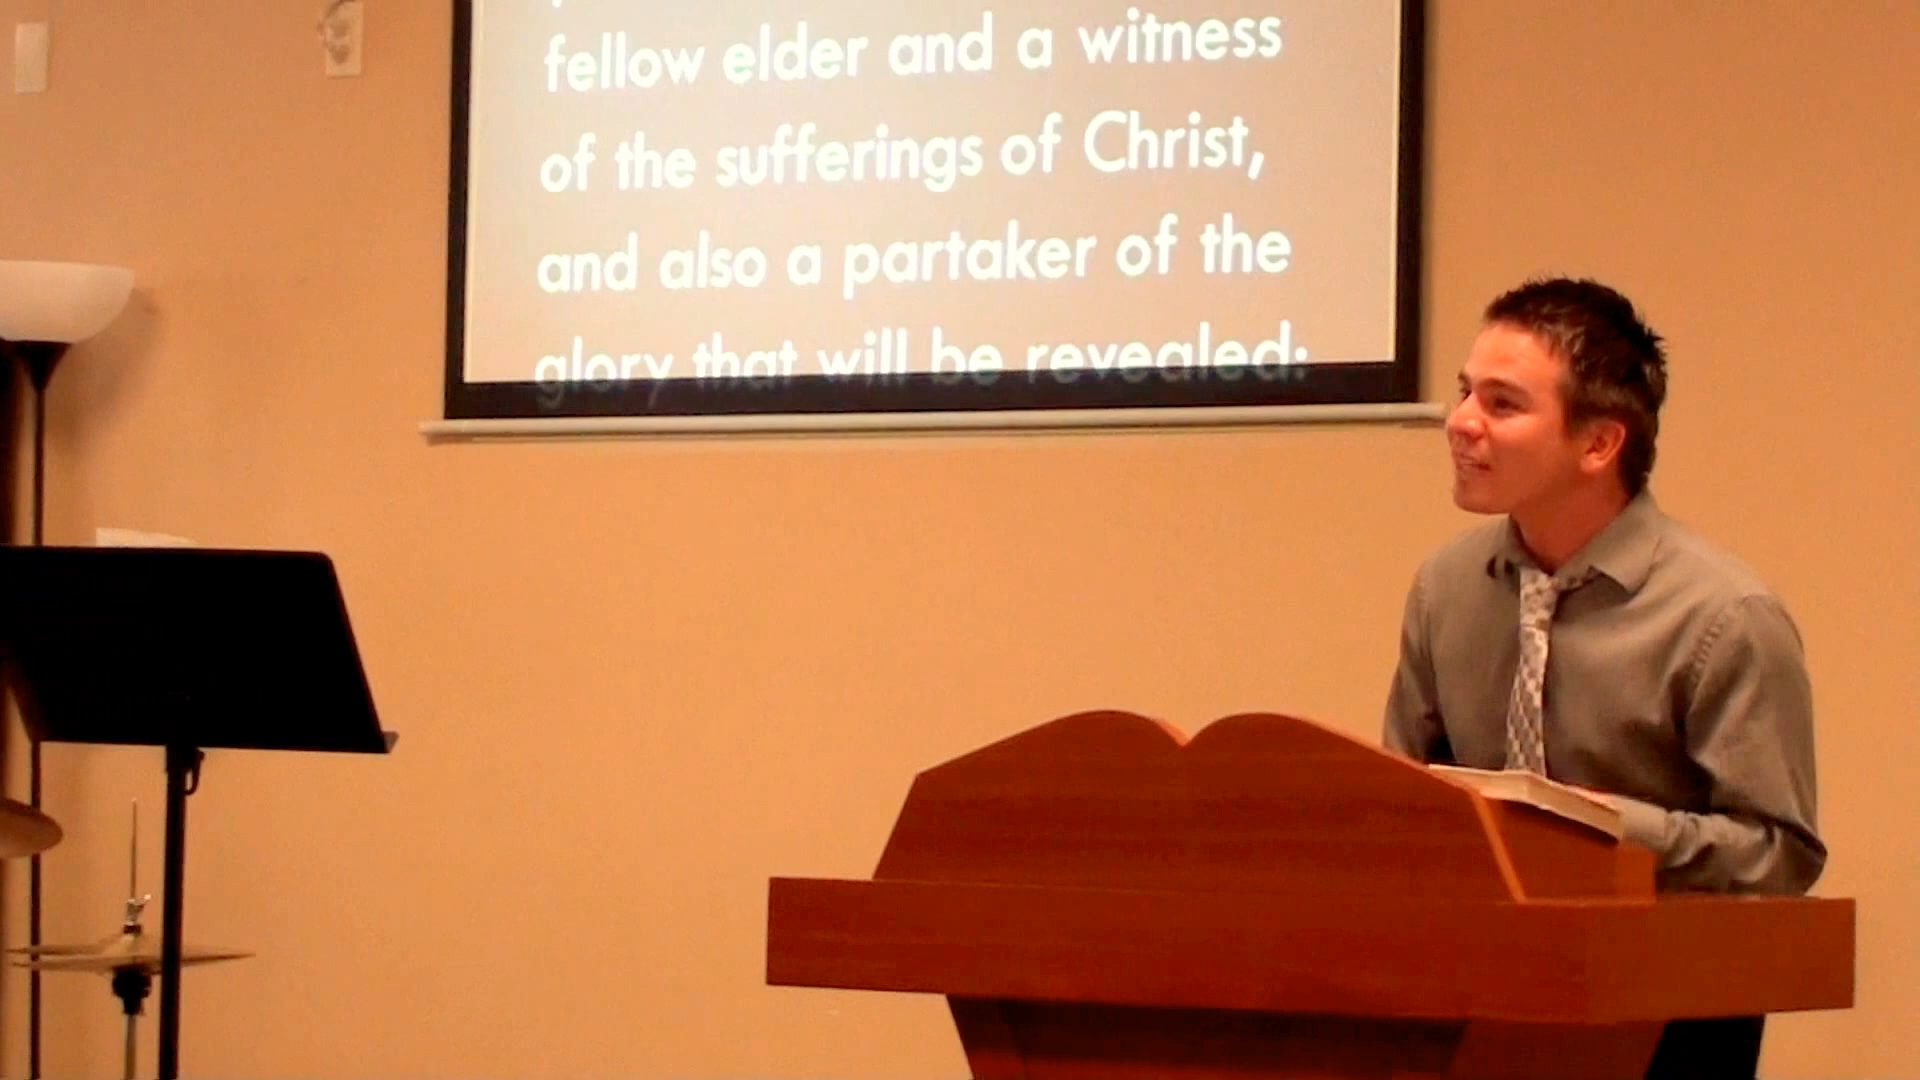 fellow elder and a witness
of the sufferings of Christ,
and also a partaker of the
glory that will be revealed: